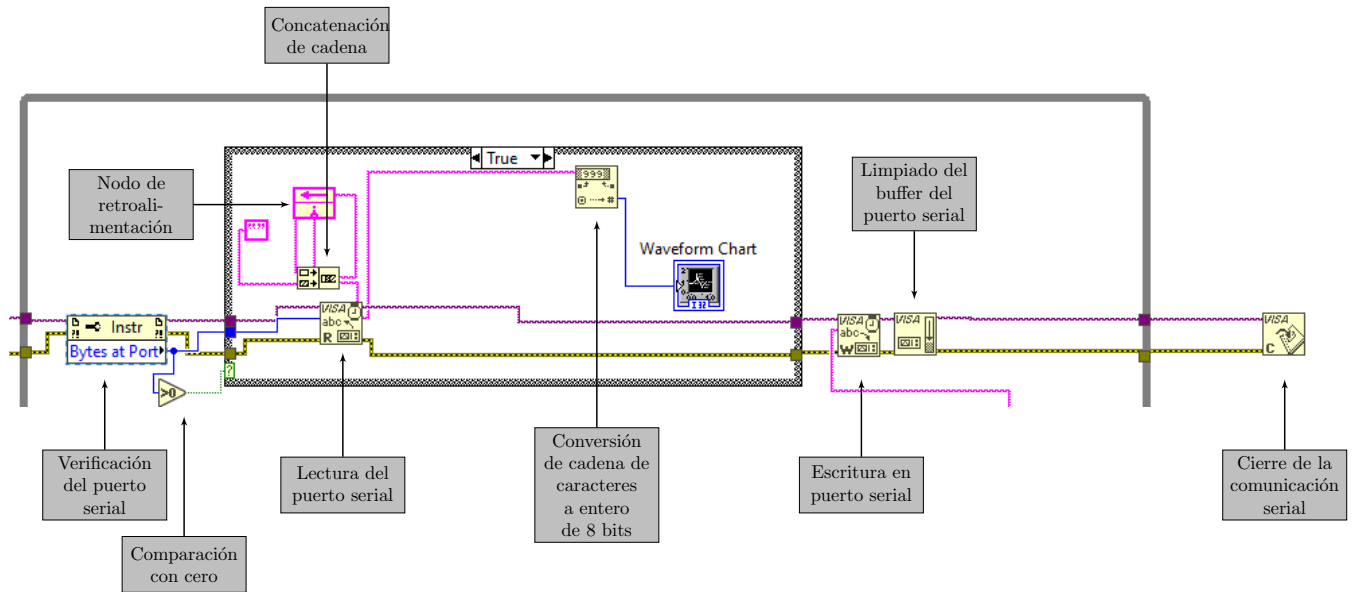 Concatenación
de cadena
True
999
Nodo de
retroali-
mentación
Limpiado del
buffer del
puerto serial
Waveform Chart
I32
Instr
Bytes at Port
>0
?
VISA
abc
R
VISA
abc
W
VISA
VISA
C
Verificación
del puerto
serial
Lectura del
puerto serial
Conversión
de cadena de
caracteres
a entero
de 8 bits
Escritura en
puerto serial
Cierre de la
comunicación
serial
Comparación
con cero